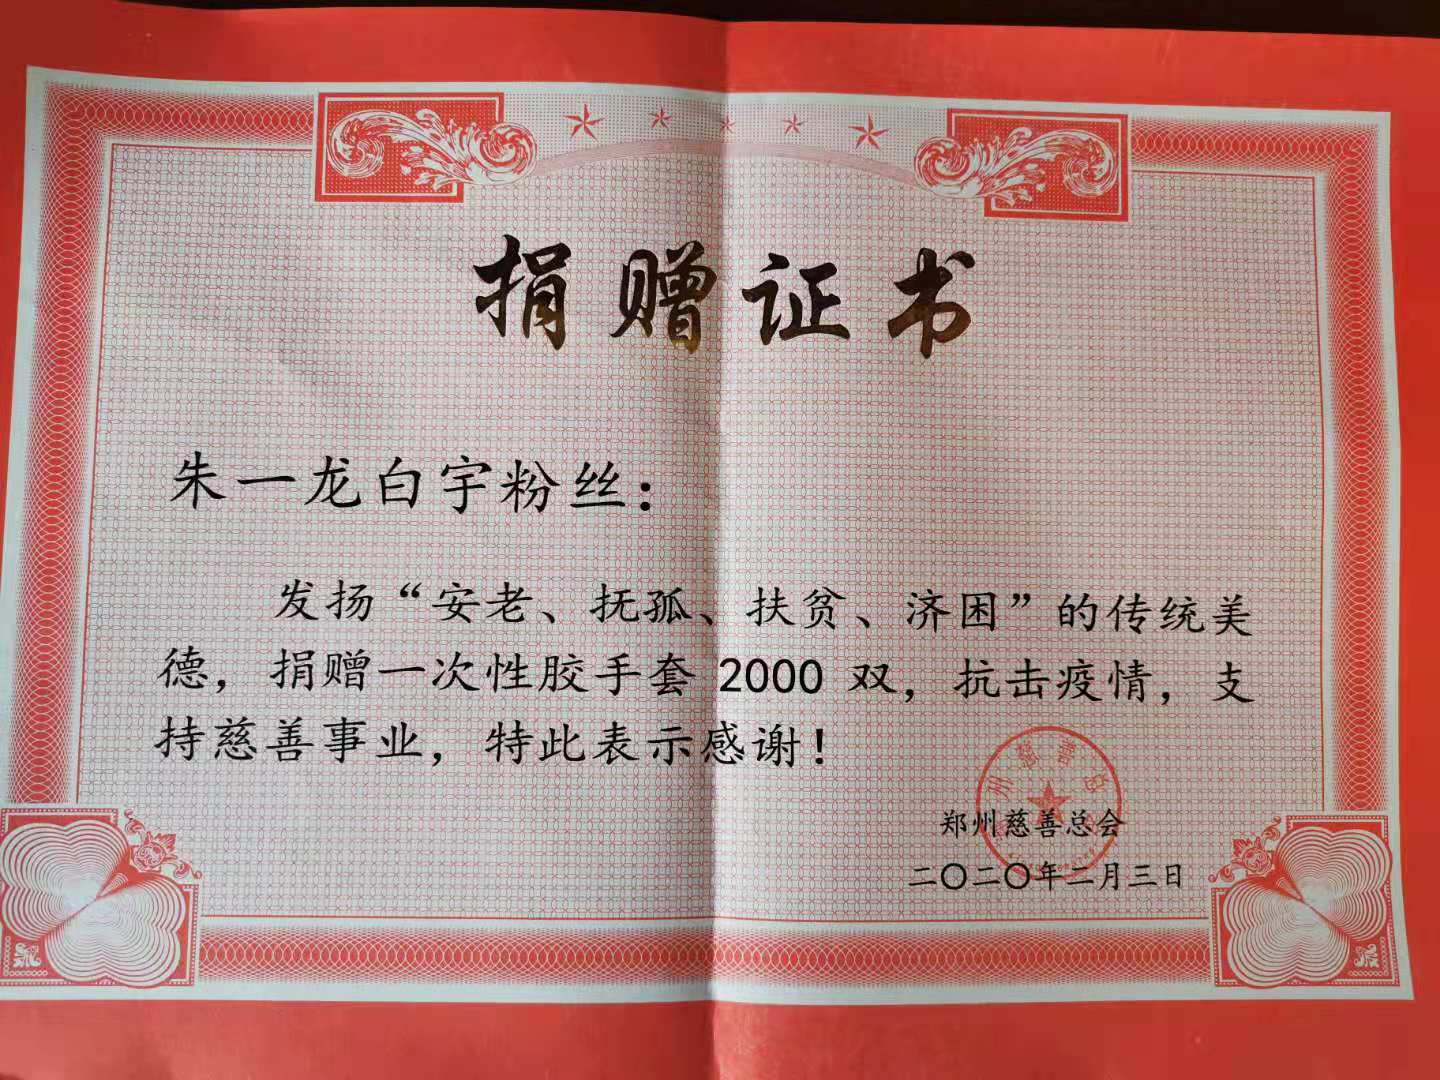 捐赠证书
朱一龙白宇粉丝：
发扬“安老、抚孤、扶贫、济困”的传统美
德，捐赠一次性胶手套 2000 双，抗击疫情，支
持慈善事业，特此表示感谢！
郑州慈善总会
二〇二〇年二月三日